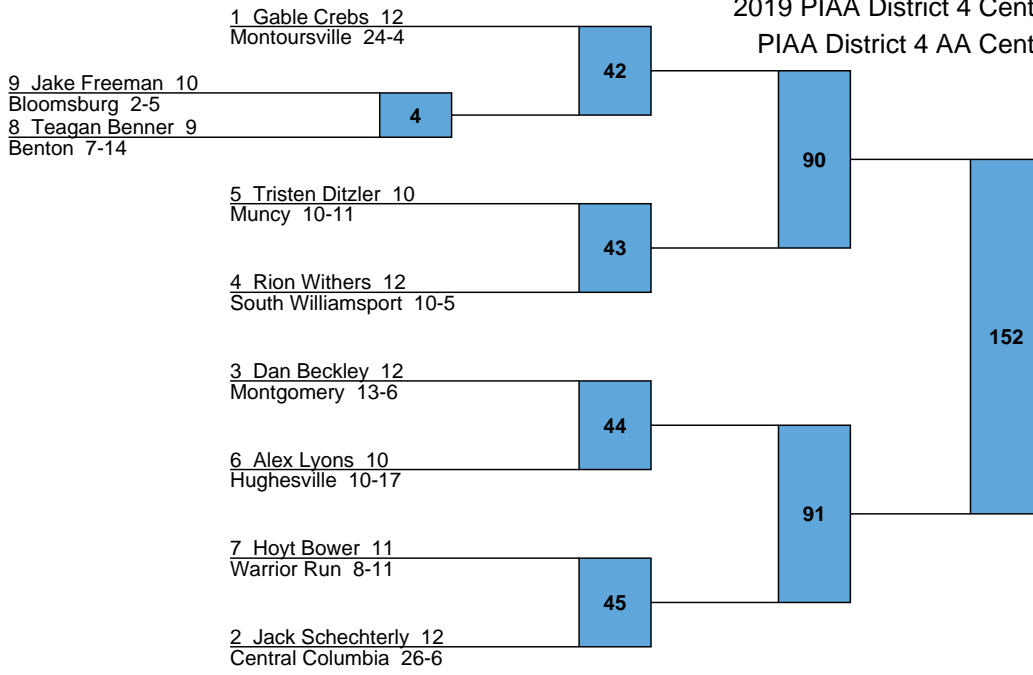 2019 PIAA District 4 Cent
PIAA District 4 AA Cent
1 Gable Crebs 12
Montoursville 24-4
42
9 Jake Freeman 10
Bloomsburg 2-5
4
8 Teagan Benner 9
Benton 7-14
90
5 Tristen Ditzler 10
Muncy 10-11
43
4 Rion Withers 12
South Williamsport 10-5
152
3 Dan Beckley 12
Montgomery 13-6
44
6 Alex Lyons 10
Hughesville 10-17
91
7 Hoyt Bower 11
Warrior Run 8-11
45
2 Jack Schechterly 12
Central Columbia 26-6